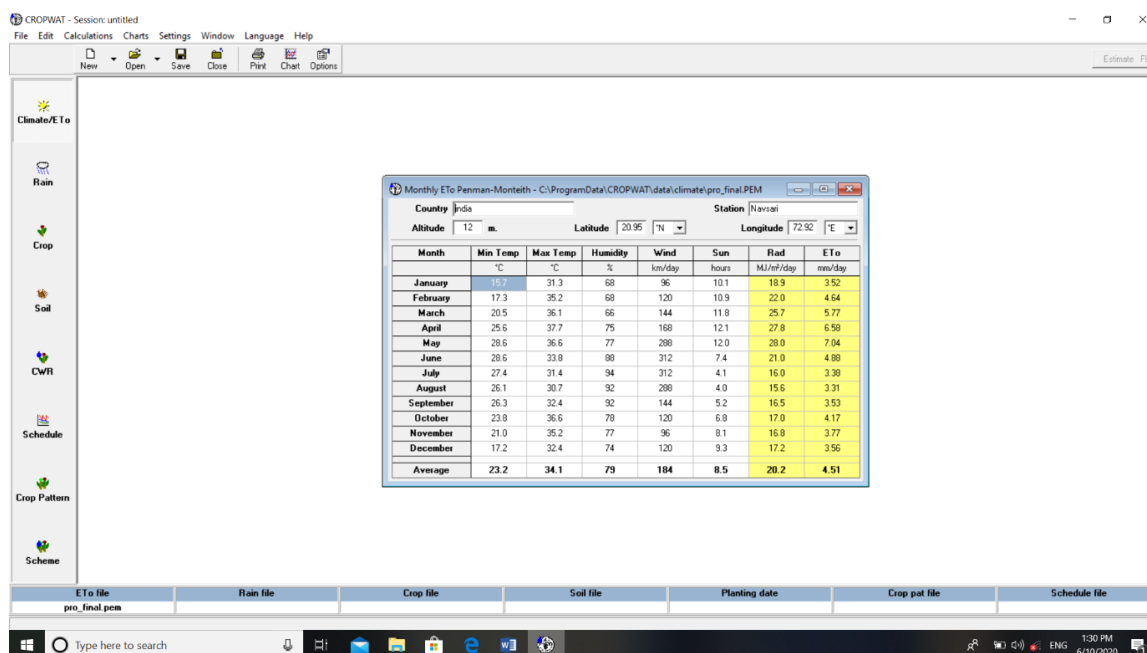 CROPWAT - Session: untitled
File Edit Calculations Charts Settings Window Language Help
New Open Save Close Print Chart Options Estimate
Climate/ETo
Rain
Crop
Soil
CWR
Schedule
Crop Pattern
Scheme
Monthly ETo Penman-Monteith - C:\ProgramData\CROPWAT\data\climate\pro_final.PEM
Country India Station Navsari
Altitude 12 m. Latitude 20.95 °N Longitude 72.92 °E
Month Min Temp Max Temp Humidity Wind Sun Rad ETo
°C °C % km/day hours MJ/m²/day mm/day
January 15.7 31.3 68 96 10.1 18.9 3.52
February 17.3 35.2 68 120 10.9 22.0 4.64
March 20.5 36.1 66 144 11.8 25.7 5.77
April 25.6 37.7 75 168 12.1 27.8 6.58
May 28.6 36.6 77 288 12.0 28.0 7.04
June 28.6 33.8 88 312 7.4 21.0 4.88
July 27.4 31.4 94 312 4.1 16.0 3.38
August 26.1 30.7 92 288 4.0 15.6 3.31
September 26.3 32.4 92 144 5.2 16.5 3.53
October 23.8 36.6 78 120 6.8 17.0 4.17
November 21.0 35.2 77 96 8.1 16.8 3.77
December 17.2 32.4 74 120 9.3 17.2 3.56
Average 23.2 34.1 79 184 8.5 20.2 4.51
ETo file Rain file Crop file Soil file Planting date Crop pat file Schedule file
pro_final.pem
Type here to search
ENG
1:30 PM
6/10/2020